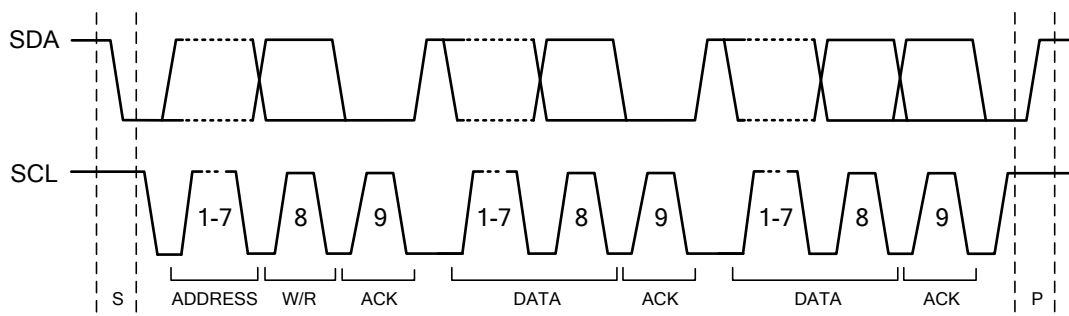 SDA
SCL
1-7 8 9 1-7 8 9 1-7 8 9
S ADDRESS W/R ACK DATA ACK DATA ACK P